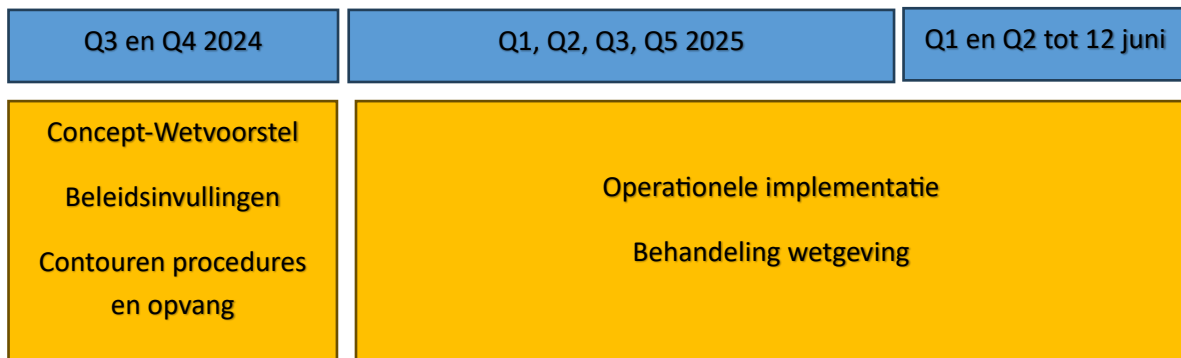 Q3 en Q4 2024
Q1, Q2, Q3, Q5 2025
Q1 en Q2 tot 12 juni
Concept-Wetvoorstel
Beleidsinvullingen
Contouren procedures
en opvang
Operationele implementatie
Behandeling wetgeving